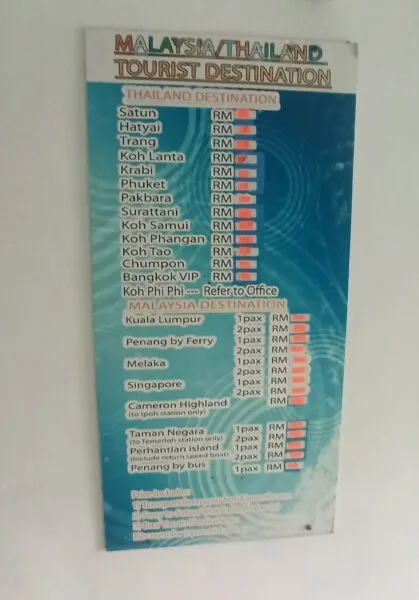 MALAYSIA/THAILAND
TOURIST DESTINATION
THAILAND DESTINATION
Satun RM
Hatyai RM
Trang RM
Koh Lanta RM
Krabi RM
Phuket RM
Pakbara RM
Surattani RM
Koh Samui RM
Koh Phangan RM
Koh Tao RM
Chumpon RM
Bangkok VIP RM
Koh Phi Phi --- Refer to Office
MALAYSIA DESTINATION
Kuala Lumpur 1pax RM
2pax RM
Penang by Ferry 1pax RM
2pax RM
Melaka 1pax RM
2pax RM
Singapore 1pax RM
2pax RM
Cameron Highland RM
(to Ipoh station only)
Taman Negara 1pax RM
(to Temerloh station only) 2pax RM
Perhantian island 1pax RM
(Include return speed boat) 2pax RM
Penang by bus 1pax RM
Price Includes: